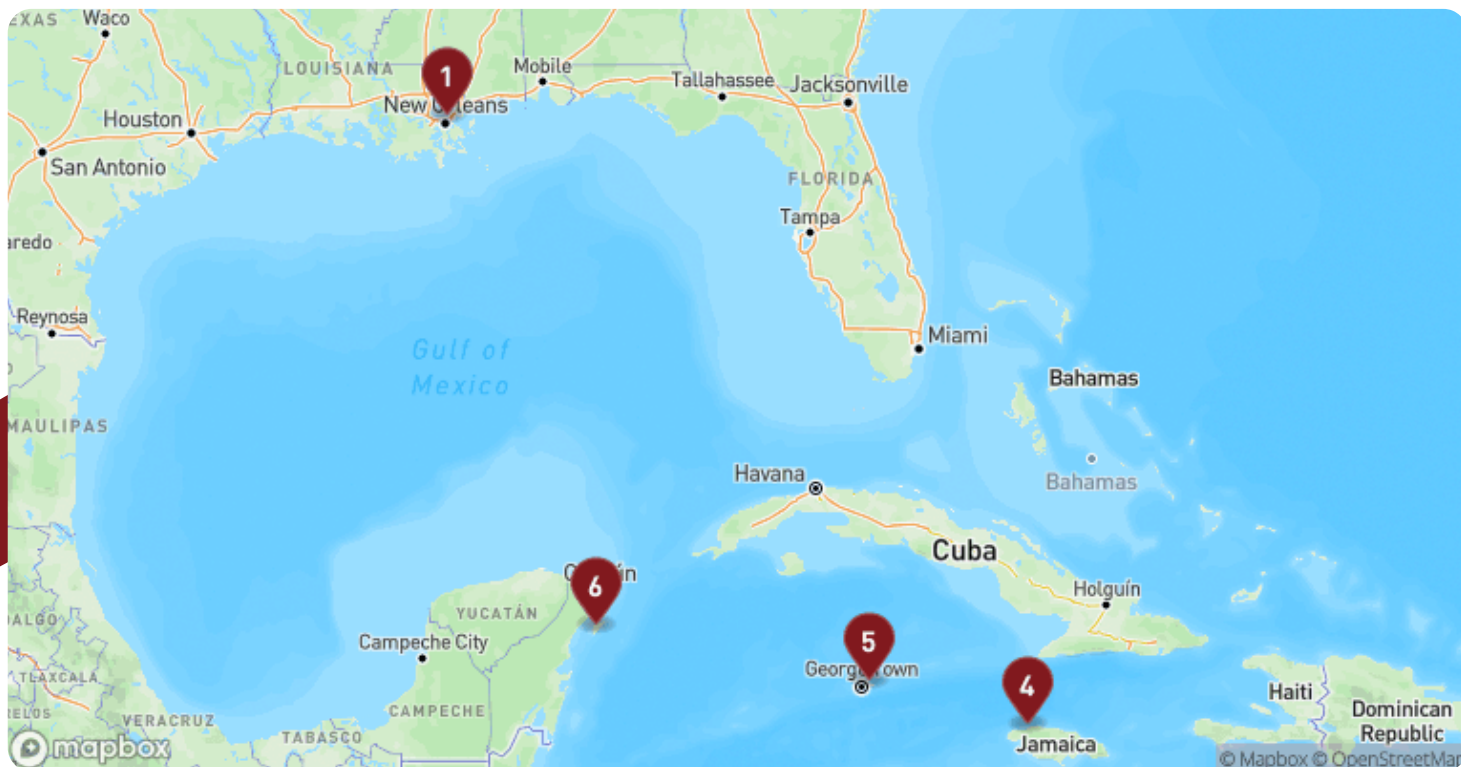 EXAS
Waco
LOUISIANA
1
Mobile
Tallahassee
Jacksonville
New Orleans
Houston
San Antonio
FLORIDA
Tampa
aredo
Reynosa
Miami
Gulf of
Mexico
Bahamas
MAULIPAS
Havana
Bahamas
Cuba
6
Holguín
YUCATÁN
DALGO
Campeche City
5
George Town
4
TLAXCALA
Haiti
RELOS
VERACRUZ
CAMPECHE
Dominican
Republic
TABASCO
Jamaica
mapbox
© Mapbox © OpenStreetMap